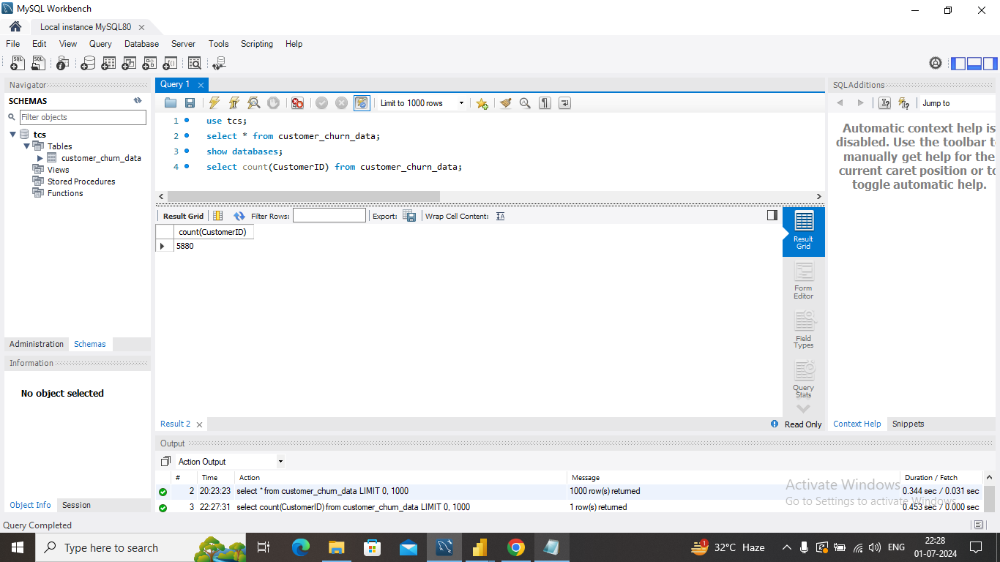 MySQL Workbench
Local instance MySQL80
File Edit View Query Database Server Tools Scripting Help
Navigator
SCHEMAS
Filter objects
tcs
Tables
customer_churn_data
Views
Stored Procedures
Functions
Administration Schemas
Information
No object selected
Object Info Session
Query Completed
Query 1
Limit to 1000 rows
1 use tcs;
2 select * from customer_churn_data;
3 show databases;
4 select count(CustomerID) from customer_churn_data;
Result Grid Filter Rows: Export: Wrap Cell Content:
count(CustomerID)
5880
Result
Grid
Form
Editor
Field
Types
Query
Stats
Result 2
Read Only
SQLAdditions
Jump to
Automatic context help is
disabled. Use the toolbar t
manually get help for the
current caret position or to
toggle automatic help.
Context Help Snippets
Output
Action Output
# Time Action Message Duration / Fetch
2 20:23:23 select * from customer_churn_data LIMIT 0, 1000 1000 row(s) returned 0.344 sec / 0.031 sec
3 22:27:31 select count(CustomerID) from customer_churn_data LIMIT 0, 1000 1 row(s) returned 0.453 sec / 0.000 sec
Activate Windows
Go to Settings to activate Windows.
Type here to search
1
32°C Haze
ENG
22:28
01-07-2024